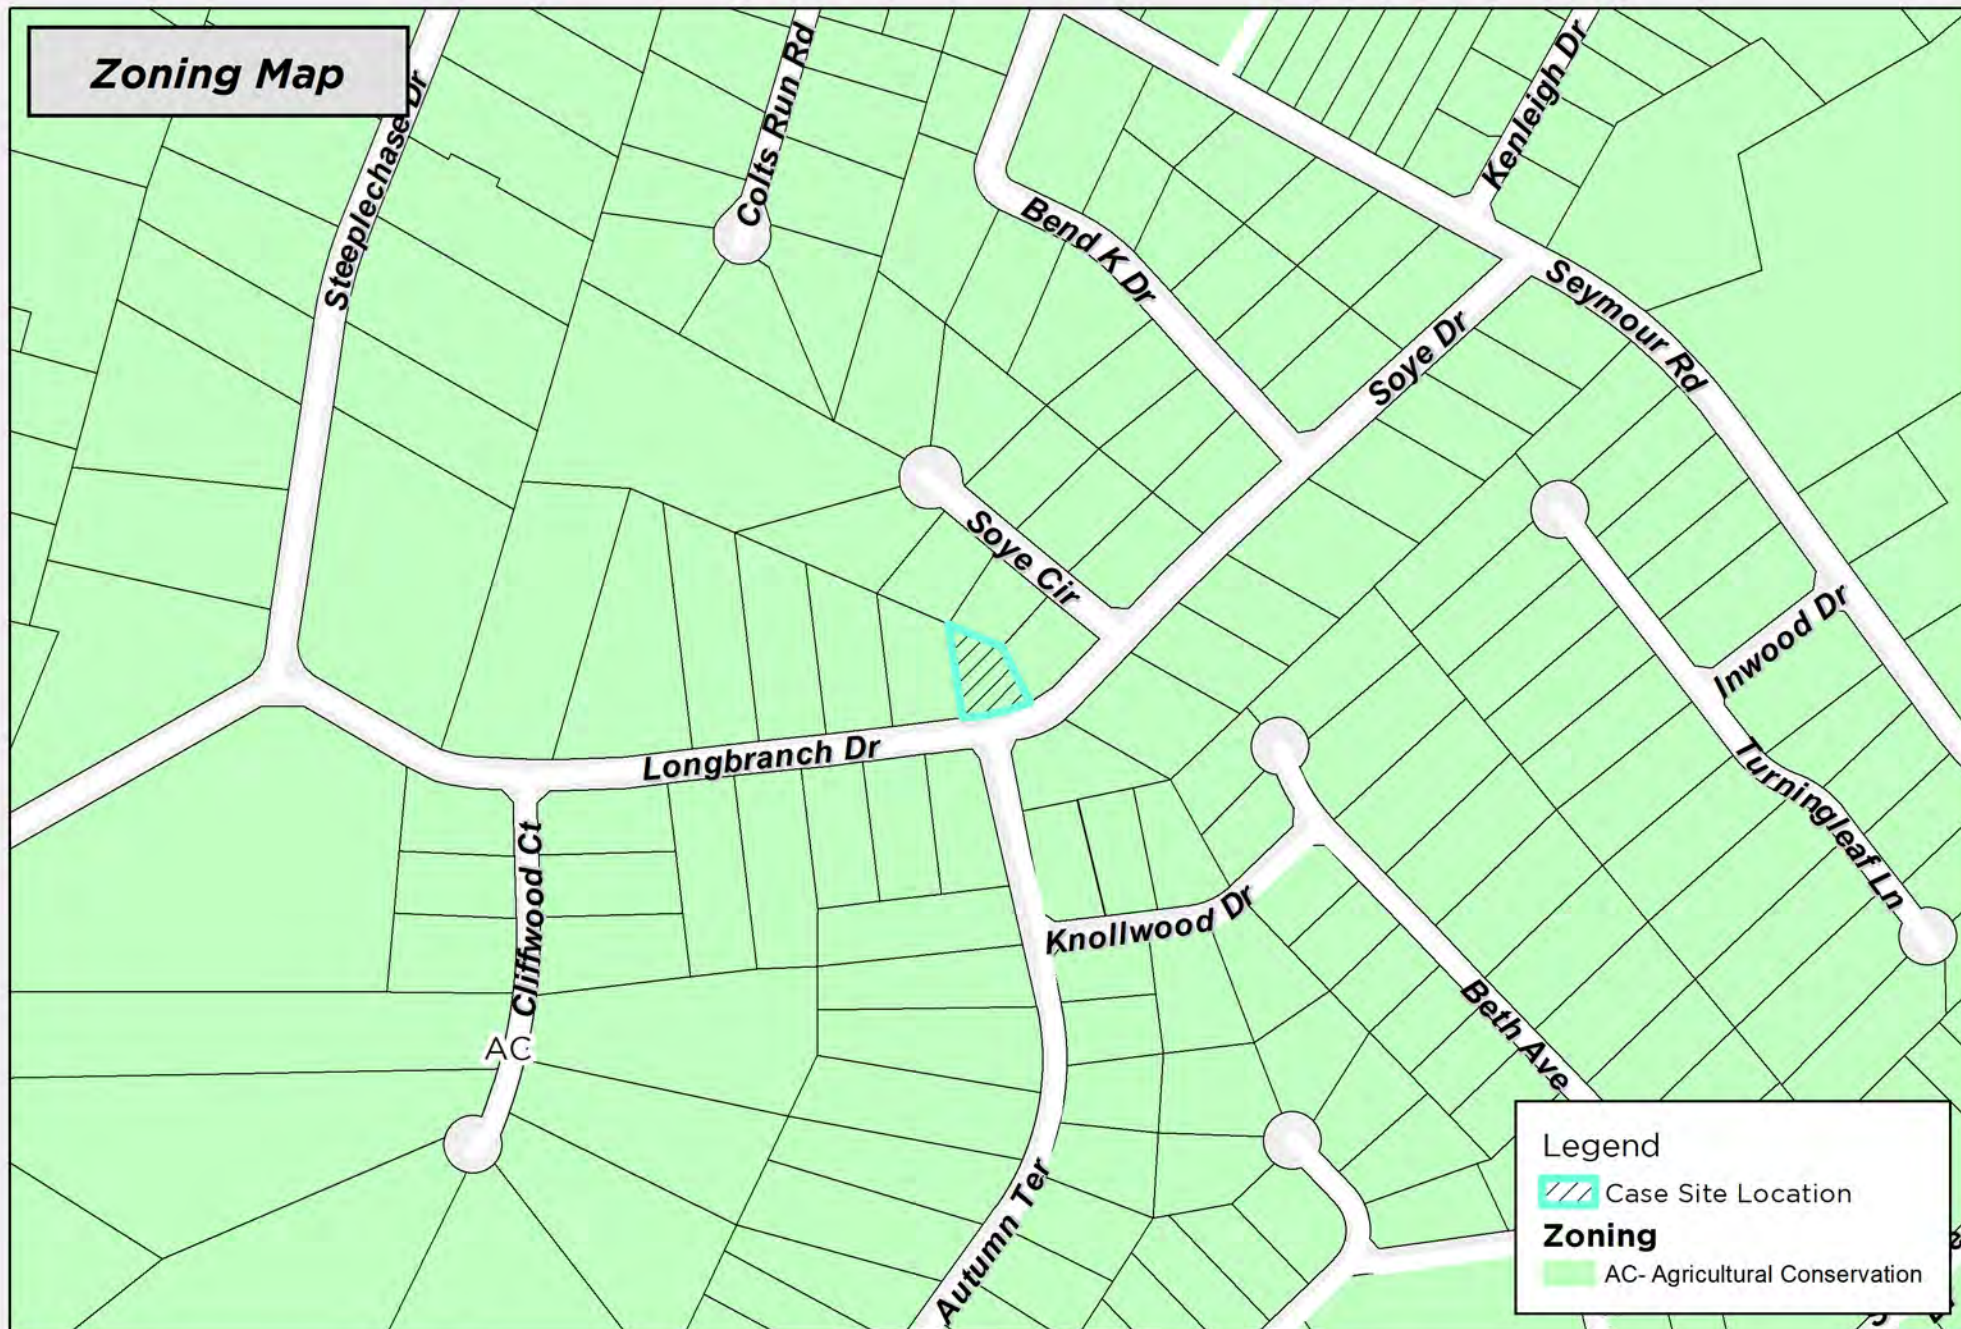 Zoning Map
Steeplechase Dr
Colts Run Rd
Kenleigh Dr
Bend K Dr
Seymour Rd
Soye Dr
Soye Cir
Inwood Dr
Longbranch Dr
Turningleaf Ln
Cliffwood Ct
Knollwood Dr
Beth Ave
AC
Autumn Ter
Legend
Case Site Location
Zoning
AC- Agricultural Conservation